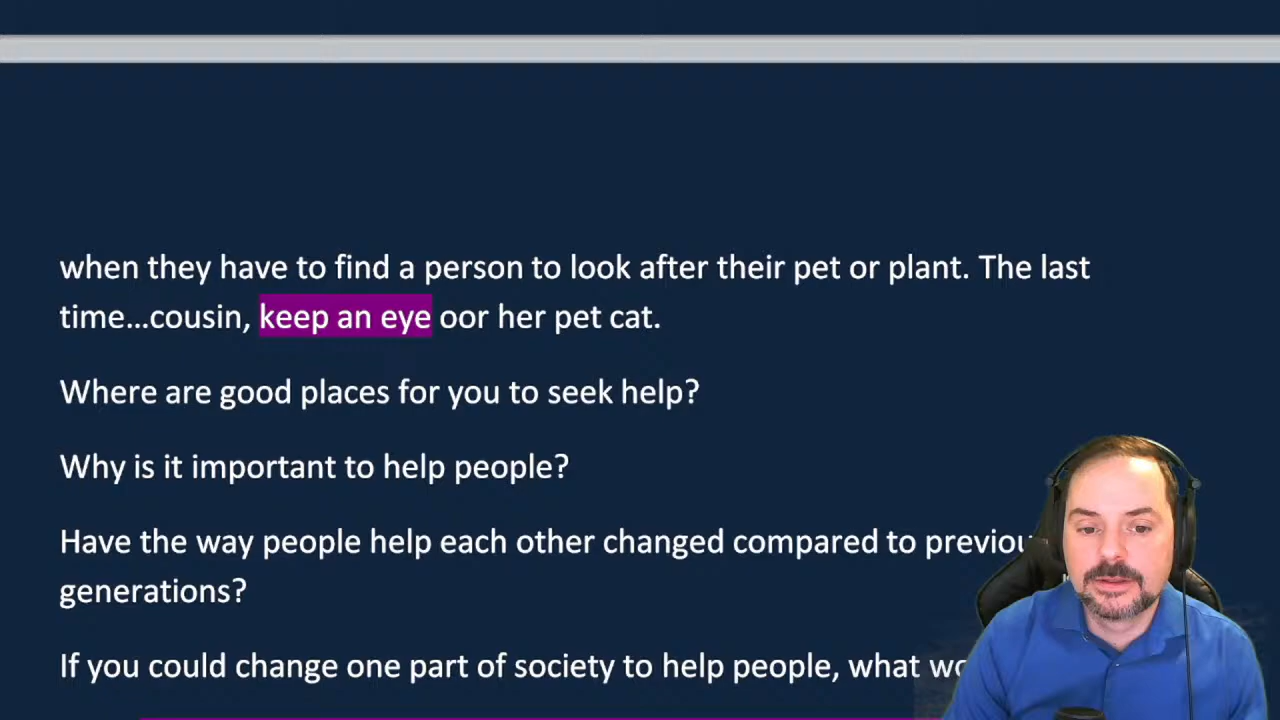 when they have to find a person to look after their pet or plant. The last
time…cousin, keep an eye oor her pet cat.
Where are good places for you to seek help?
Why is it important to help people?
Have the way people help each other changed compared to
generations?
If you could change one part of society to help people, what